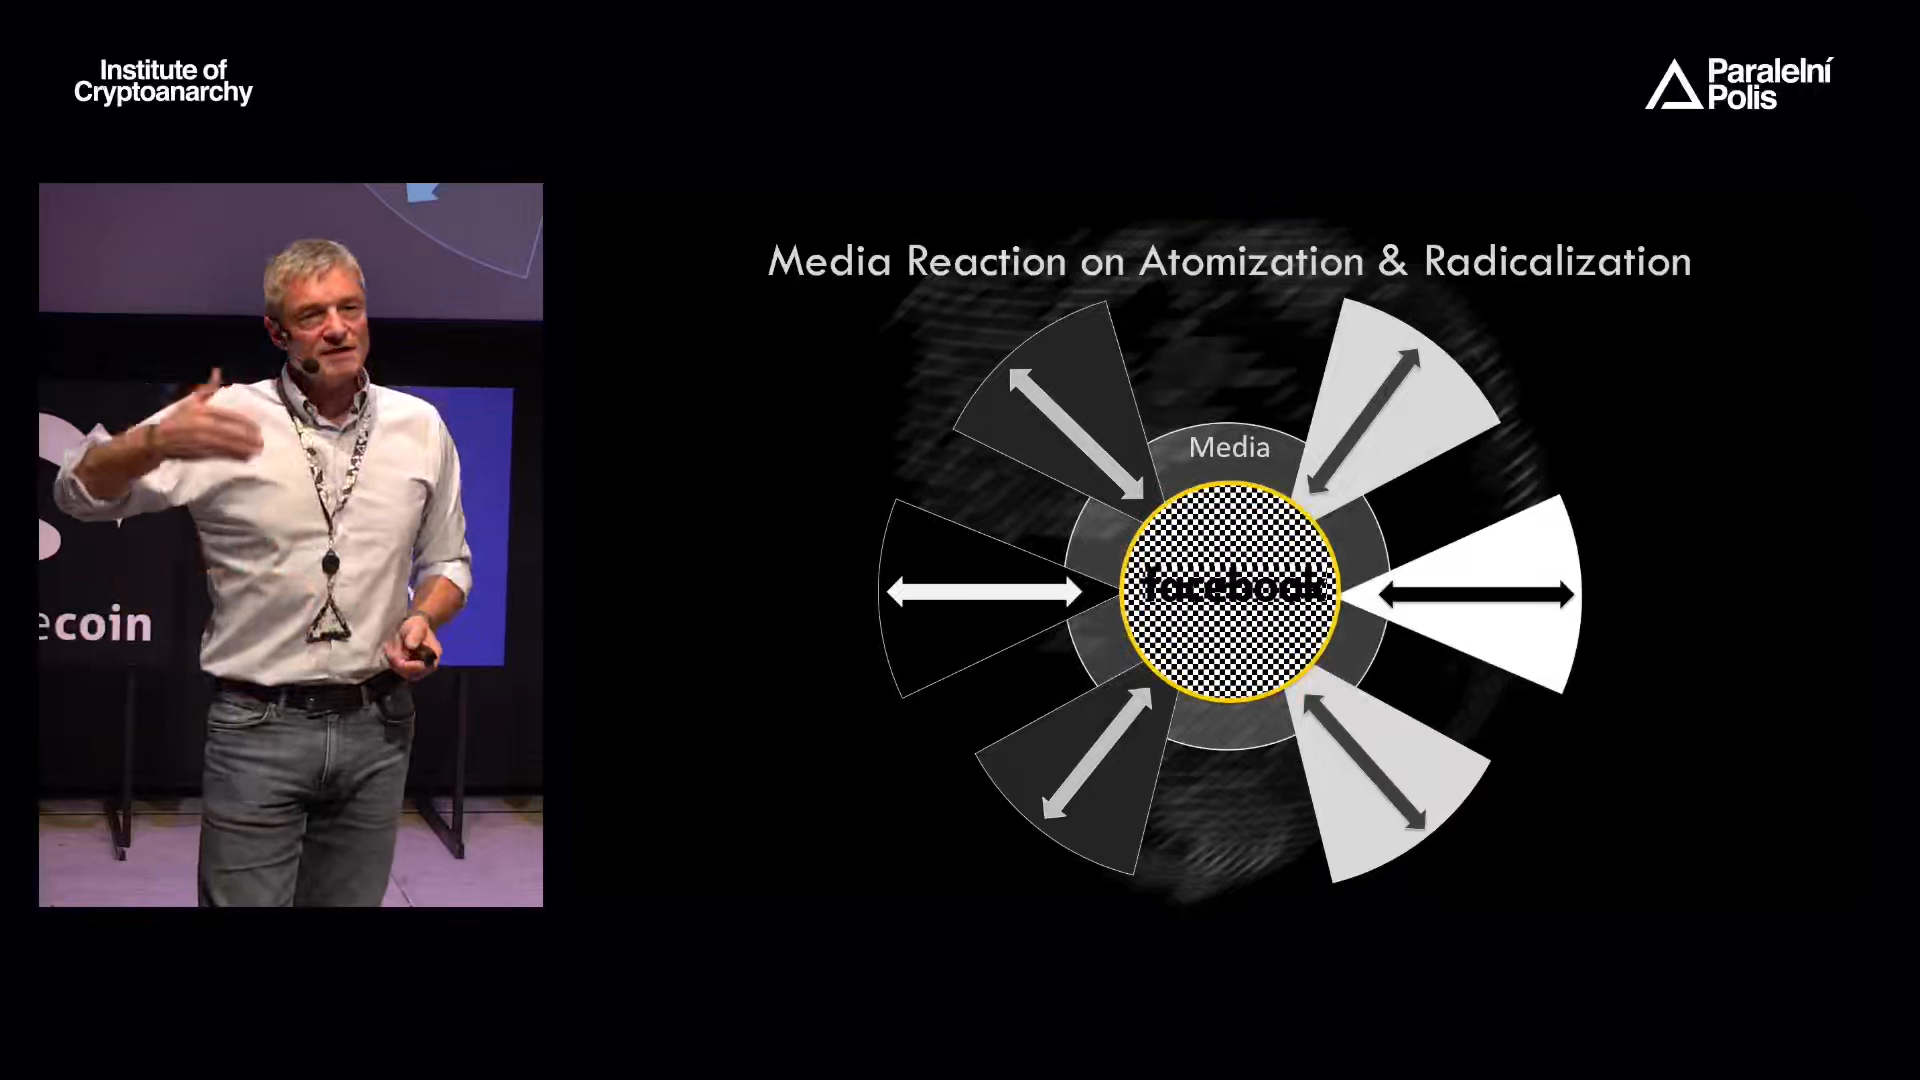 Institute of
Cryptoanarchy
Paralelní
Polis
Media Reaction on Atomization & Radicalization
Media
facebook
ecoin